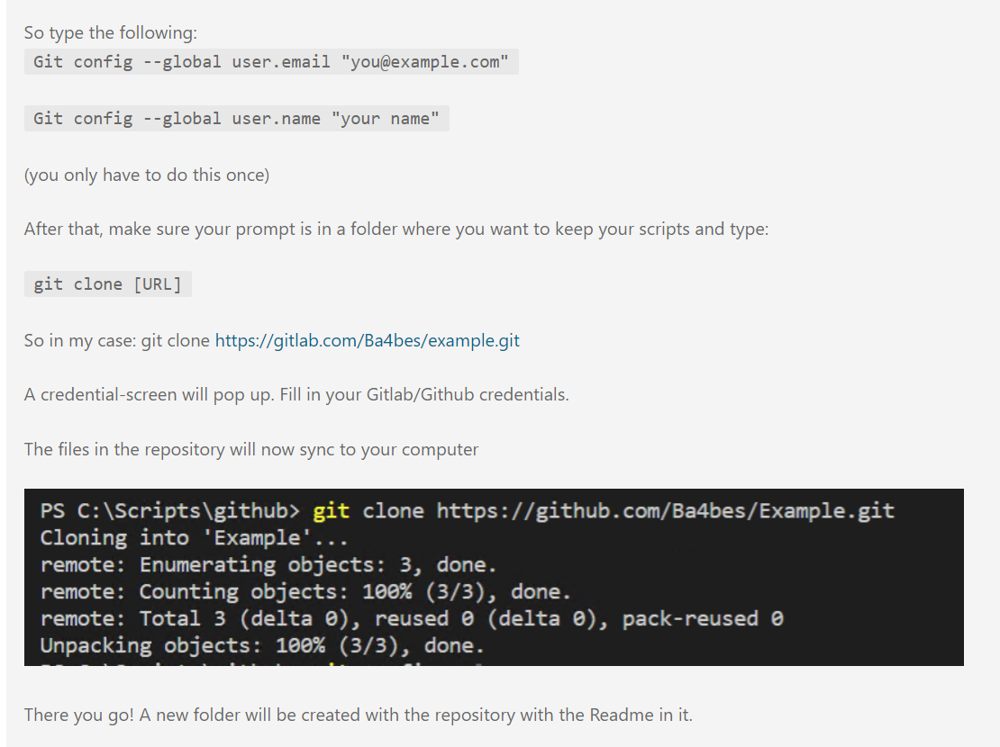 So type the following:
Git config --global user.email "you@example.com"
Git config --global user.name "your name"
(you only have to do this once)
After that, make sure your prompt is in a folder where you want to keep your scripts and type:
git clone [URL]
So in my case: git clone https://gitlab.com/Ba4bes/example.git
A credential-screen will pop up. Fill in your Gitlab/Github credentials.
The files in the repository will now sync to your computer
PS C:\Scripts\github> git clone https://github.com/Ba4bes/Example.git
Cloning into 'Example'...
remote: Enumerating objects: 3, done.
remote: Counting objects: 100% (3/3), done.
remote: Total 3 (delta 0), reused 0 (delta 0), pack-reused 0
Unpacking objects: 100% (3/3), done.
There you go! A new folder will be created with the repository with the Readme in it.